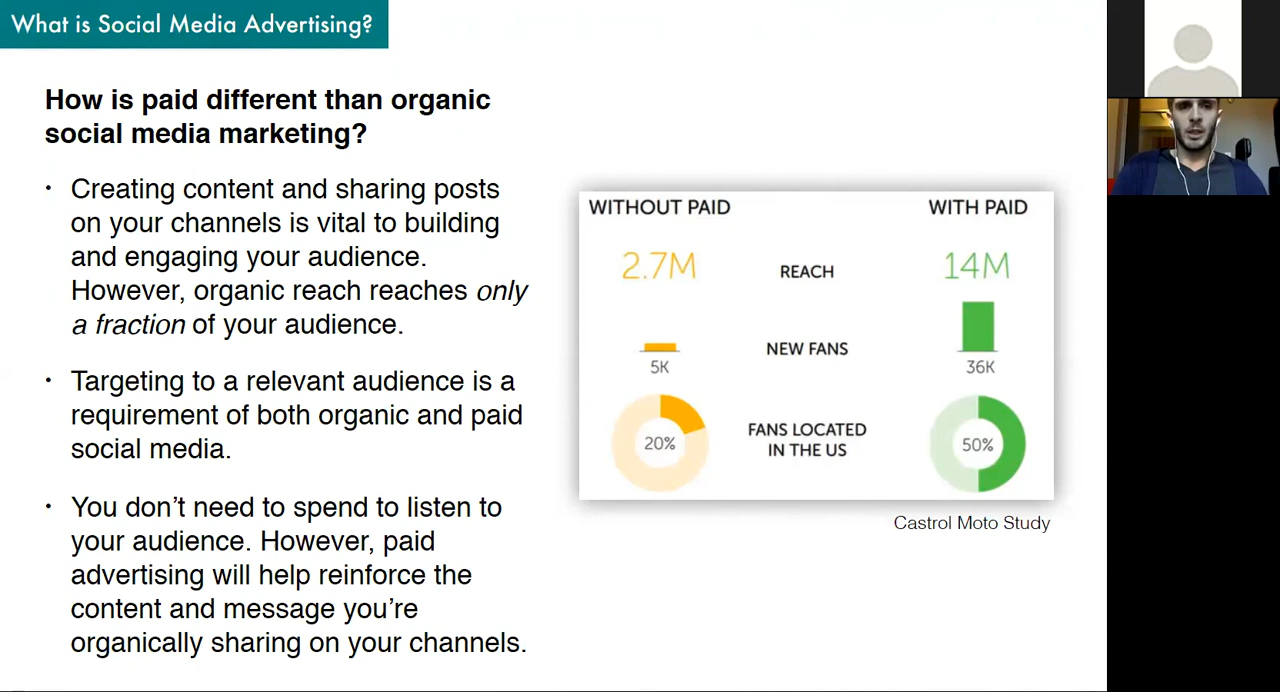 What is Social Media Advertising?
How is paid different than organic
social media marketing?
• Creating content and sharing posts
on your channels is vital to building
and engaging your audience.
However, organic reach reaches only
a fraction of your audience.
• Targeting to a relevant audience is a
requirement of both organic and paid
social media.
• You don’t need to spend to listen to
your audience. However, paid
advertising will help reinforce the
content and message you’re
organically sharing on your channels.
WITHOUT PAID WITH PAID
2.7M REACH 14M
NEW FANS
5K 36K
FANS LOCATED
20% IN THE US 50%
Castrol Moto Study